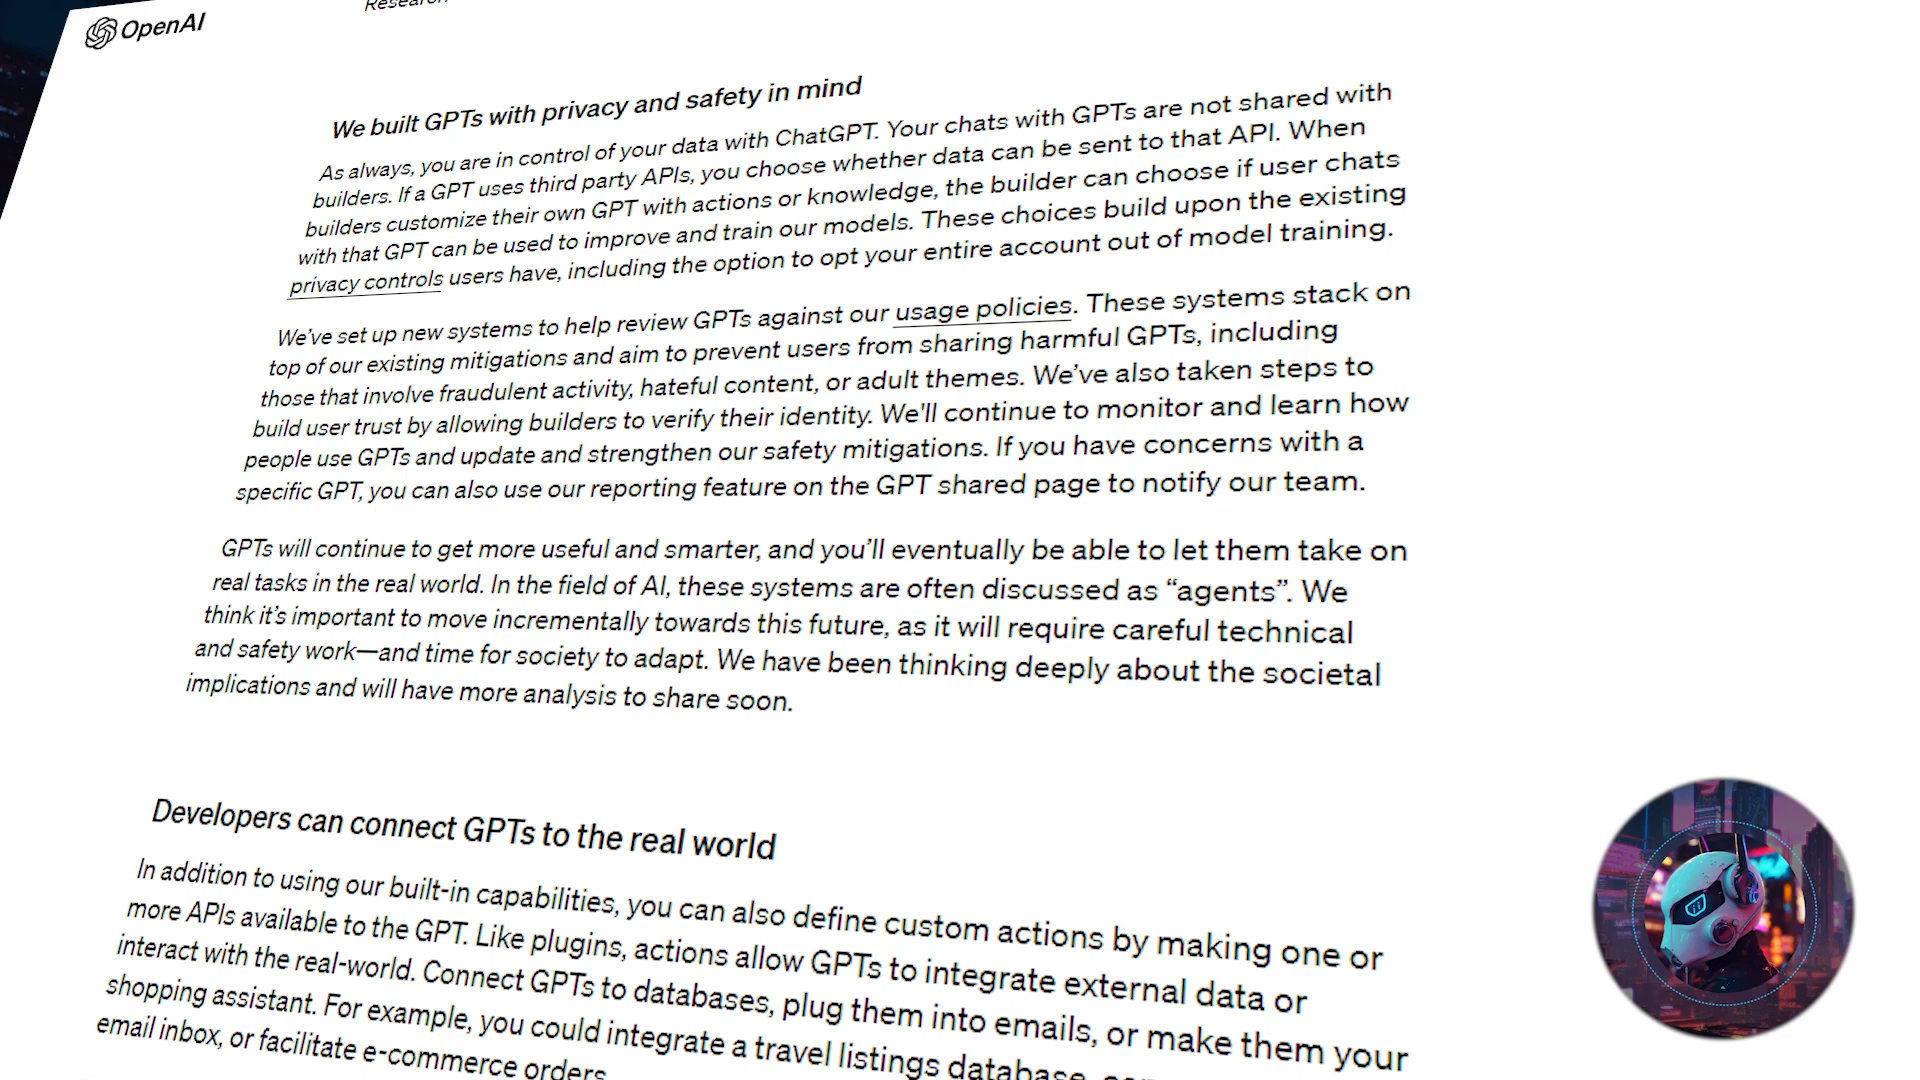 OpenAI
Research
We built GPTs with privacy and safety in mind
As always, you are in control of your data with ChatGPT. Your chats with GPTs are not shared with
builders. If a GPT uses third party APIs, you choose whether data can be sent to that API. When
builders customize their own GPT with actions or knowledge, the builder can choose if user chats
with that GPT can be used to improve and train our models. These choices build upon the existing
privacy controls users have, including the option to opt your entire account out of model training.
We've set up new systems to help review GPTs against our usage policies. These systems stack on
top of our existing mitigations and aim to prevent users from sharing harmful GPTs, including
those that involve fraudulent activity, hateful content, or adult themes. We've also taken steps to
build user trust by allowing builders to verify their identity. We'll continue to monitor and learn how
people use GPTs and update and strengthen our safety mitigations. If you have concerns with a
specific GPT, you can also use our reporting feature on the GPT shared page to notify our team.
GPTs will continue to get more useful and smarter, and you'll eventually be able to let them take on
real tasks in the real world. In the field of AI, these systems are often discussed as “agents”. We
think it's important to move incrementally towards this future, as it will require careful technical
and safety work—and time for society to adapt. We have been thinking deeply about the societal
implications and will have more analysis to share soon.
Developers can connect GPTs to the real world
In addition to using our built-in capabilities, you can also define custom actions by making one or
more APIs available to the GPT. Like plugins, actions allow GPTs to integrate external data or
interact with the real-world. Connect GPTs to databases, plug them into emails, or make them your
shopping assistant. For example, you could integrate a travel listings database,
email inbox, or facilitate e-commerce orders.